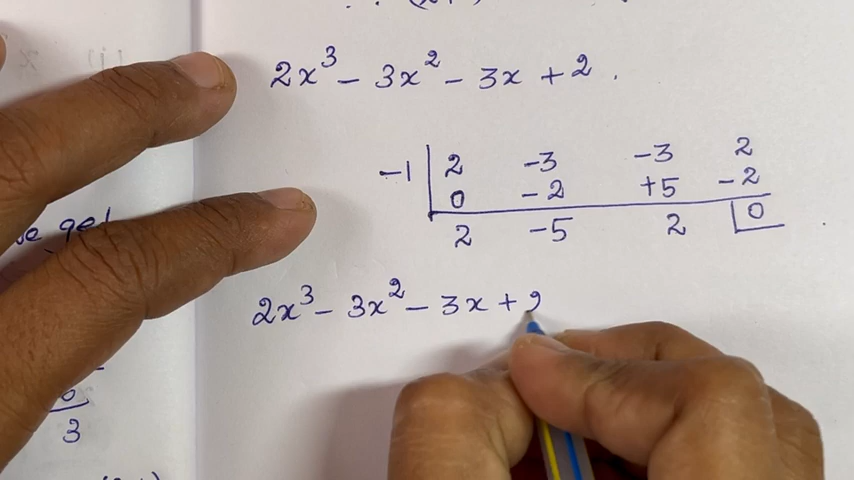 2x³ - 3x² - 3x + 2 .
-1 | 2 -3 -3 2
0 -2 +5 -2
2 -5 2 0
2x³ - 3x² - 3x + 2
3